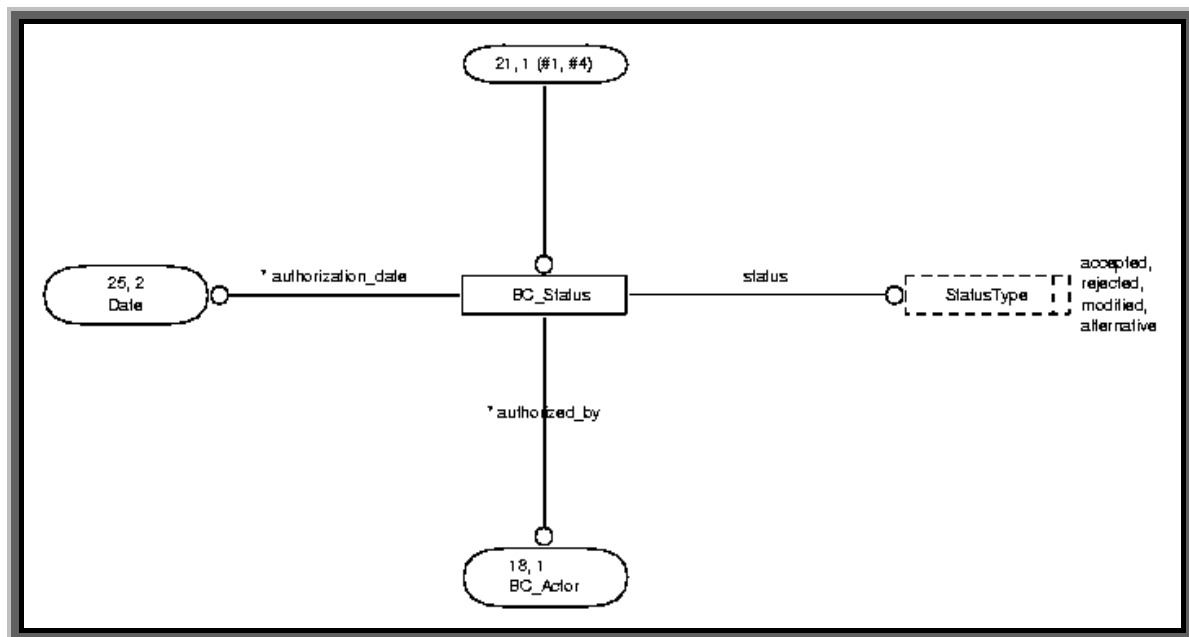 21, 1 (#1, #4)
* authorization_date
status
25, 2
Date
BC_Status
StatusType
accepted,
rejected,
modified,
alternative
* authorized_by
18, 1
BC_Actor